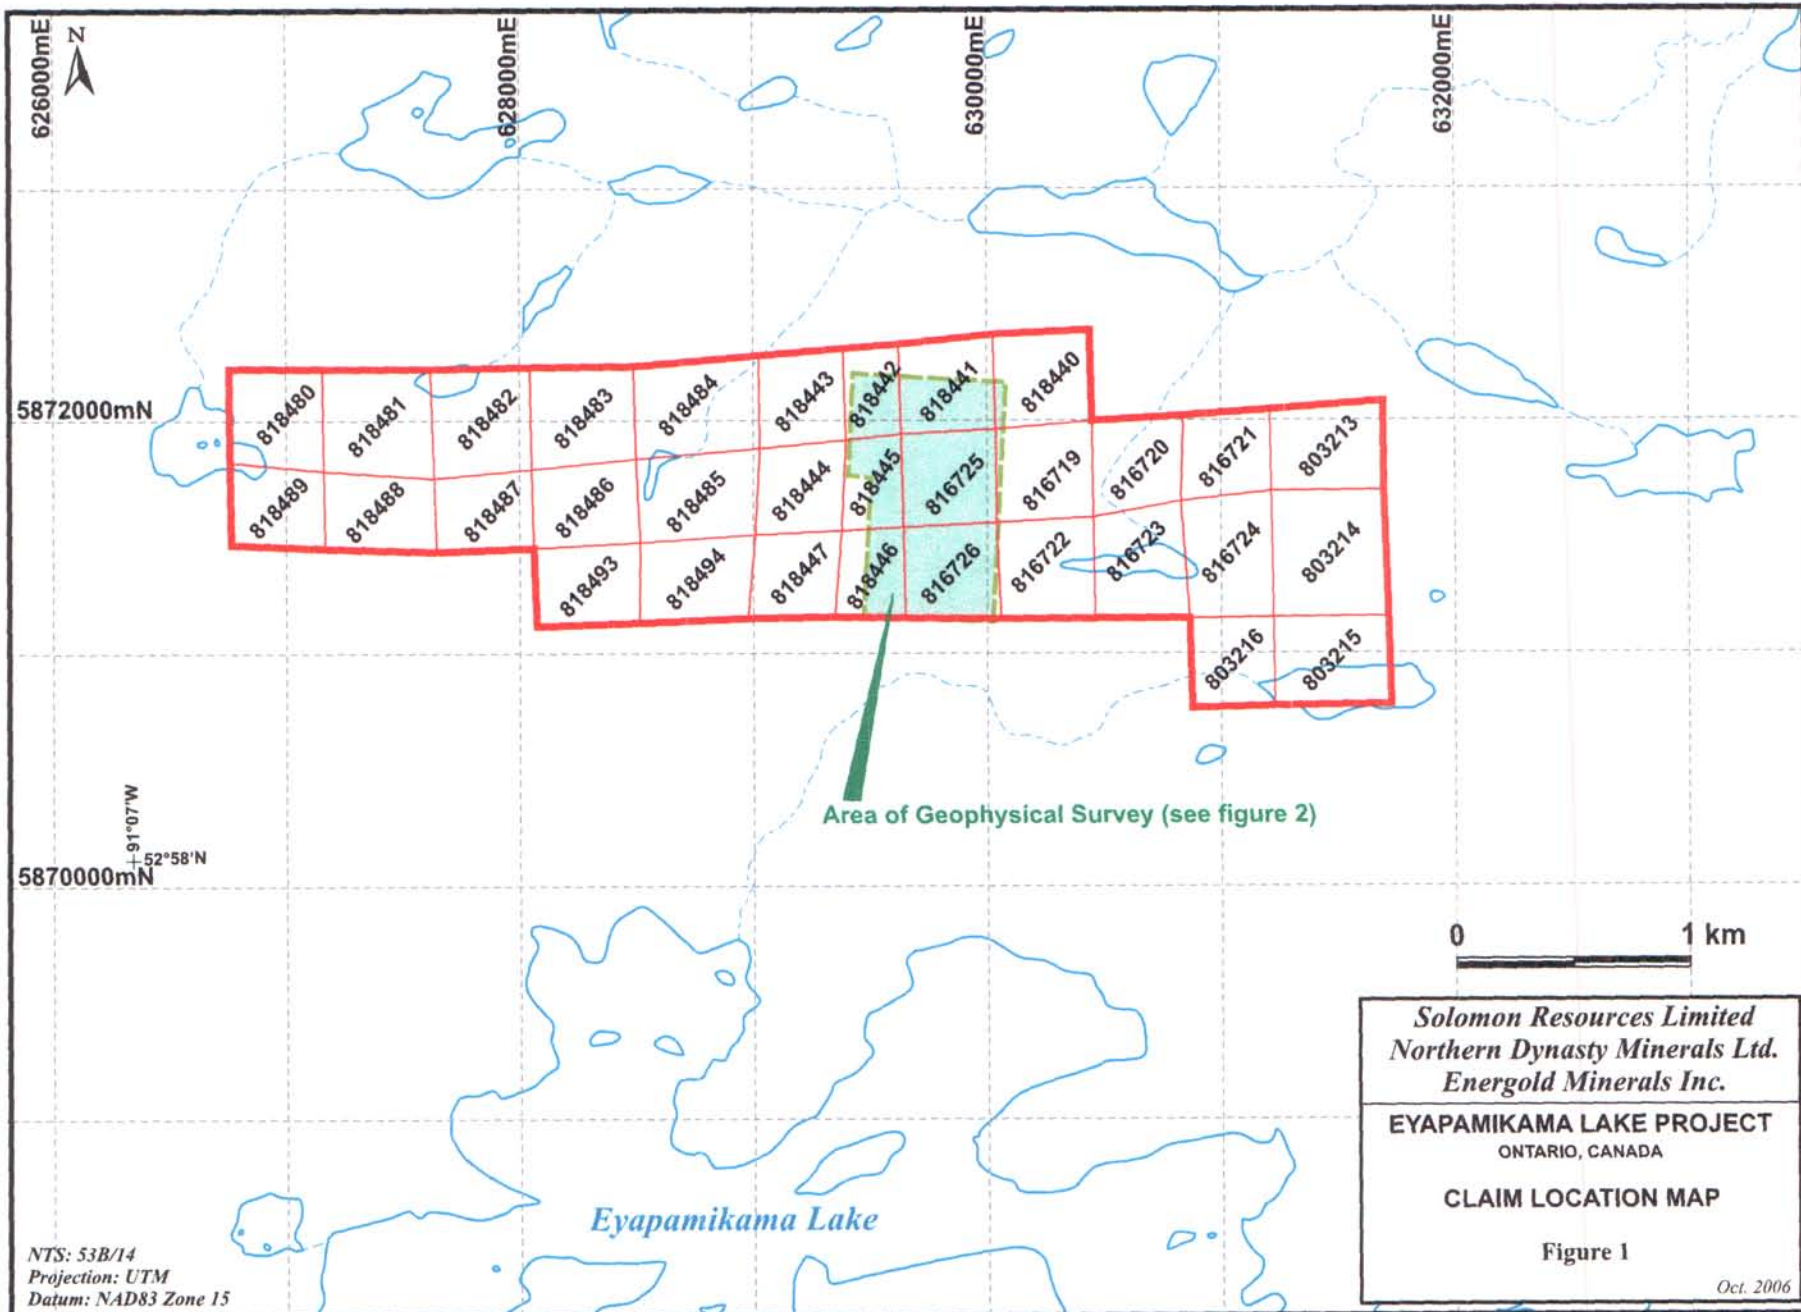 626000mE
N
628000mE
630000mE
632000mE
5872000mN
818480
818481
818482
818483
818484
818443
818442
818441
818440
816720
816721
803213
818489
818488
818487
818486
818485
818444
818445
816725
816719
816723
816724
803214
818493
818494
818447
818446
816726
816722
803216
803215
Area of Geophysical Survey (see figure 2)
91°07'W
52°58'N
5870000mN
0 1 km
Solomon Resources Limited
Northern Dynasty Minerals Ltd.
Energold Minerals Inc.
EYAPAMIKAMA LAKE PROJECT
ONTARIO, CANADA
CLAIM LOCATION MAP
Figure 1
Oct. 2006
Eyapamikama Lake
NTS: 53B/14
Projection: UTM
Datum: NAD83 Zone 15